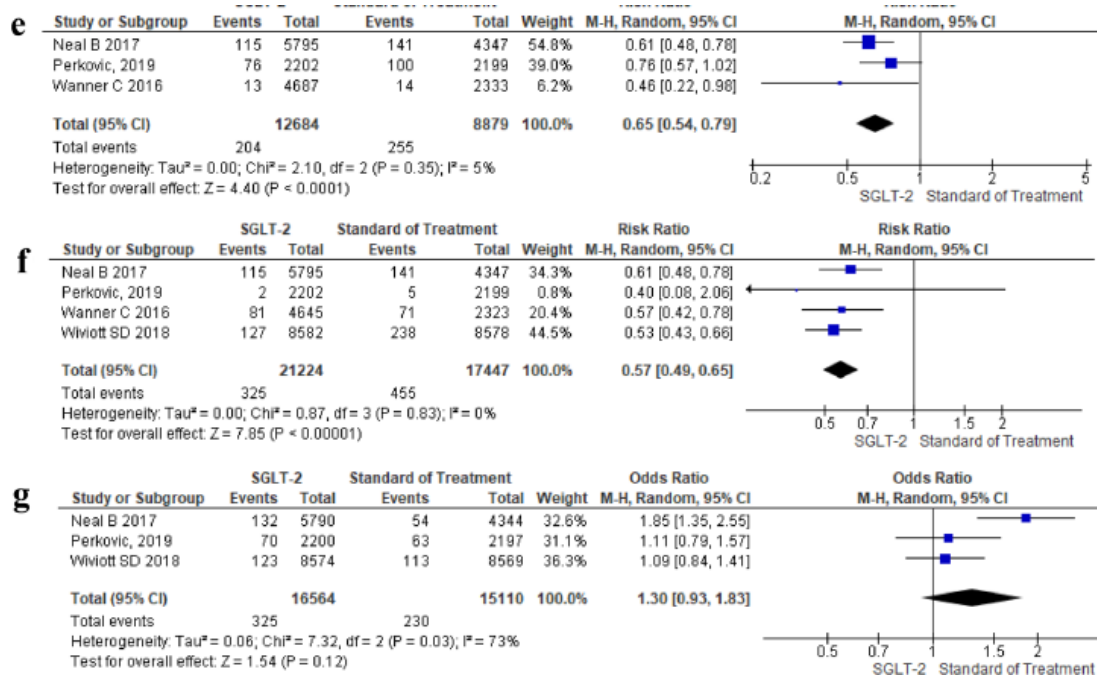 e
SGLT-2 Standard of Treatment Risk Ratio Risk Ratio
Study or Subgroup Events Total Events Total Weight M-H, Random, 95% CI M-H, Random, 95% CI
Neal B 2017 115 5795 141 4347 54.8% 0.61 [0.48, 0.78]
Perkovic, 2019 76 2202 100 2199 39.0% 0.76 [0.57, 1.02]
Wanner C 2016 13 4687 14 2333 6.2% 0.46 [0.22, 0.98]
Total (95% CI) 12684 8879 100.0% 0.65 [0.54, 0.79]
Total events 204 255
Heterogeneity: Tau² = 0.00; Chi² = 2.10, df = 2 (P = 0.35); I² = 5%
Test for overall effect: Z = 4.40 (P < 0.0001)
0.2 0.5 1 2 5
SGLT-2 Standard of Treatment
f
SGLT-2 Standard of Treatment Risk Ratio Risk Ratio
Study or Subgroup Events Total Events Total Weight M-H, Random, 95% CI M-H, Random, 95% CI
Neal B 2017 115 5795 141 4347 34.3% 0.61 [0.48, 0.78]
Perkovic, 2019 2 2202 5 2199 0.8% 0.40 [0.08, 2.06]
Wanner C 2016 81 4645 71 2323 20.4% 0.57 [0.42, 0.78]
Wiviott SD 2018 127 8582 238 8578 44.5% 0.53 [0.43, 0.66]
Total (95% CI) 21224 17447 100.0% 0.57 [0.49, 0.65]
Total events 325 455
Heterogeneity: Tau² = 0.00; Chi² = 0.87, df = 3 (P = 0.83); I² = 0%
Test for overall effect: Z = 7.85 (P < 0.00001)
0.5 0.7 1 1.5 2
SGLT-2 Standard of Treatment
g
SGLT-2 Standard of Treatment Odds Ratio Odds Ratio
Study or Subgroup Events Total Events Total Weight M-H, Random, 95% CI M-H, Random, 95% CI
Neal B 2017 132 5790 54 4344 32.6% 1.85 [1.35, 2.55]
Perkovic, 2019 70 2200 63 2197 31.1% 1.11 [0.79, 1.57]
Wiviott SD 2018 123 8574 113 8569 36.3% 1.09 [0.84, 1.41]
Total (95% CI) 16564 15110 100.0% 1.30 [0.93, 1.83]
Total events 325 230
Heterogeneity: Tau² = 0.06; Chi² = 7.32, df = 2 (P = 0.03); I² = 73%
Test for overall effect: Z = 1.54 (P = 0.12)
0.5 0.7 1 1.5 2
SGLT-2 Standard of Treatment